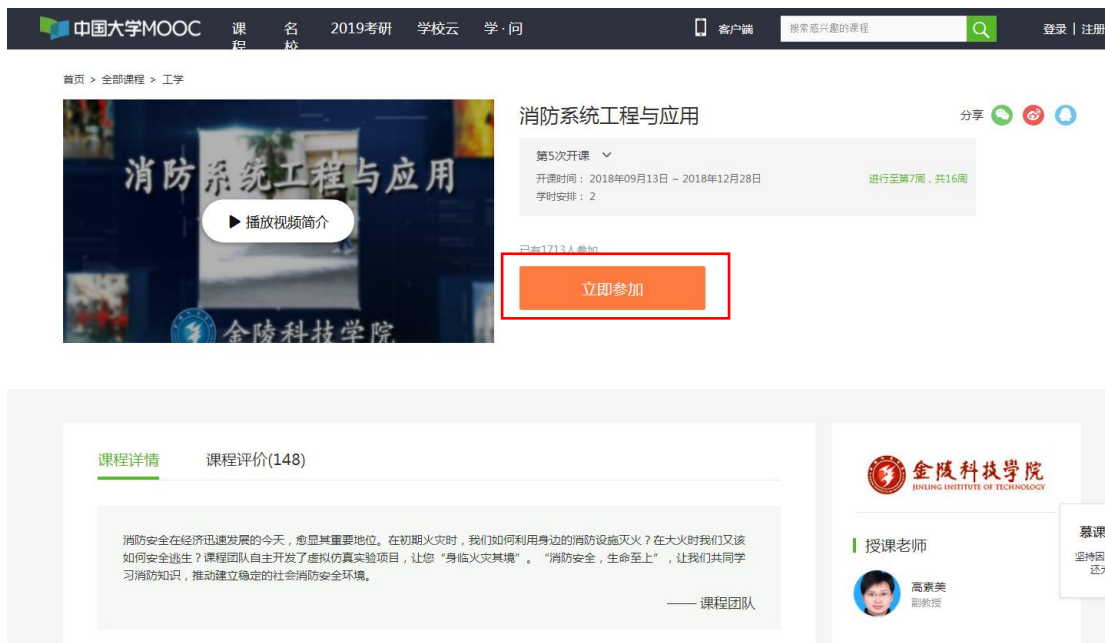 中国大学MOOC 课程 名校 2019考研 学校云 学·问 客户端 搜索感兴趣的课程 登录 | 注册
首页 > 全部课程 > 工学
消防系统工程与应用
播放视频简介
金陵科技学院
消防系统工程与应用 分享
第5次开课
开课时间：2018年09月13日 ~ 2018年12月28日 进行至第7周，共16周
学时安排：2
已有1713人参加
立即参加
课程详情 课程评价(148)
消防安全在经济迅速发展的今天，愈显其重要地位。在初期火灾时，我们如何利用身边的消防设施灭火？在大火时我们又该
如何安全逃生？课程团队自主开发了虚拟仿真实验项目，让您“身临火灾其境”。“消防安全，生命至上”，让我们共同学
习消防知识，推动建立稳定的社会消防安全环境。
—— 课程团队
金陵科技学院
JINLING INSTITUTE OF TECHNOLOGY
授课老师
高素美
副教授
慕课
坚持因